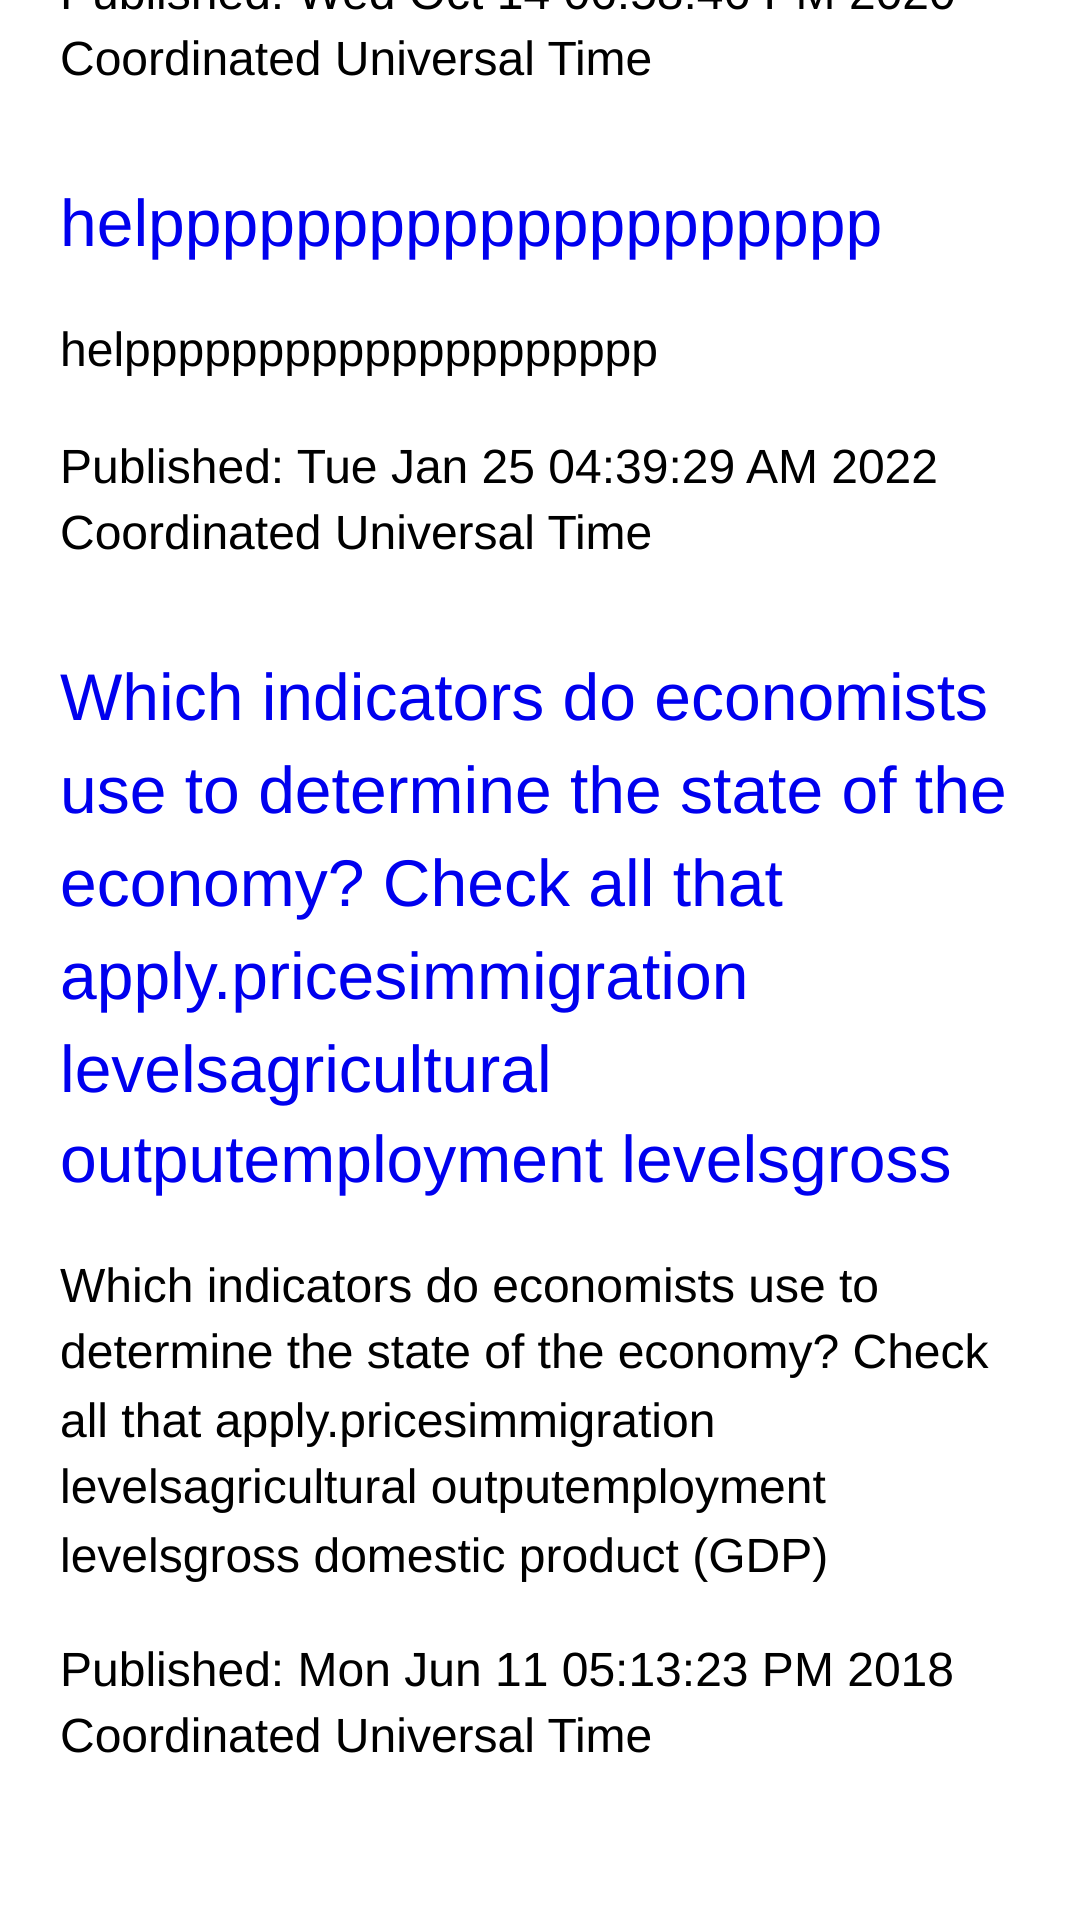 Published: Wed Oct 14 PM 2020
Coordinated Universal Time
helpppppppppppppppppppp
helpppppppppppppppppppp
Published: Tue Jan 25 04:39:29 AM 2022
Coordinated Universal Time
Which indicators do economists
use to determine the state of the
economy? Check all that
apply.pricesimmigration
levelsagricultural
outputemployment levelsgross
Which indicators do economists use to
determine the state of the economy? Check
all that apply.pricesimmigration
levelsagricultural outputemployment
levelsgross domestic product (GDP)
Published: Mon Jun 11 05:13:23 PM 2018
Coordinated Universal Time